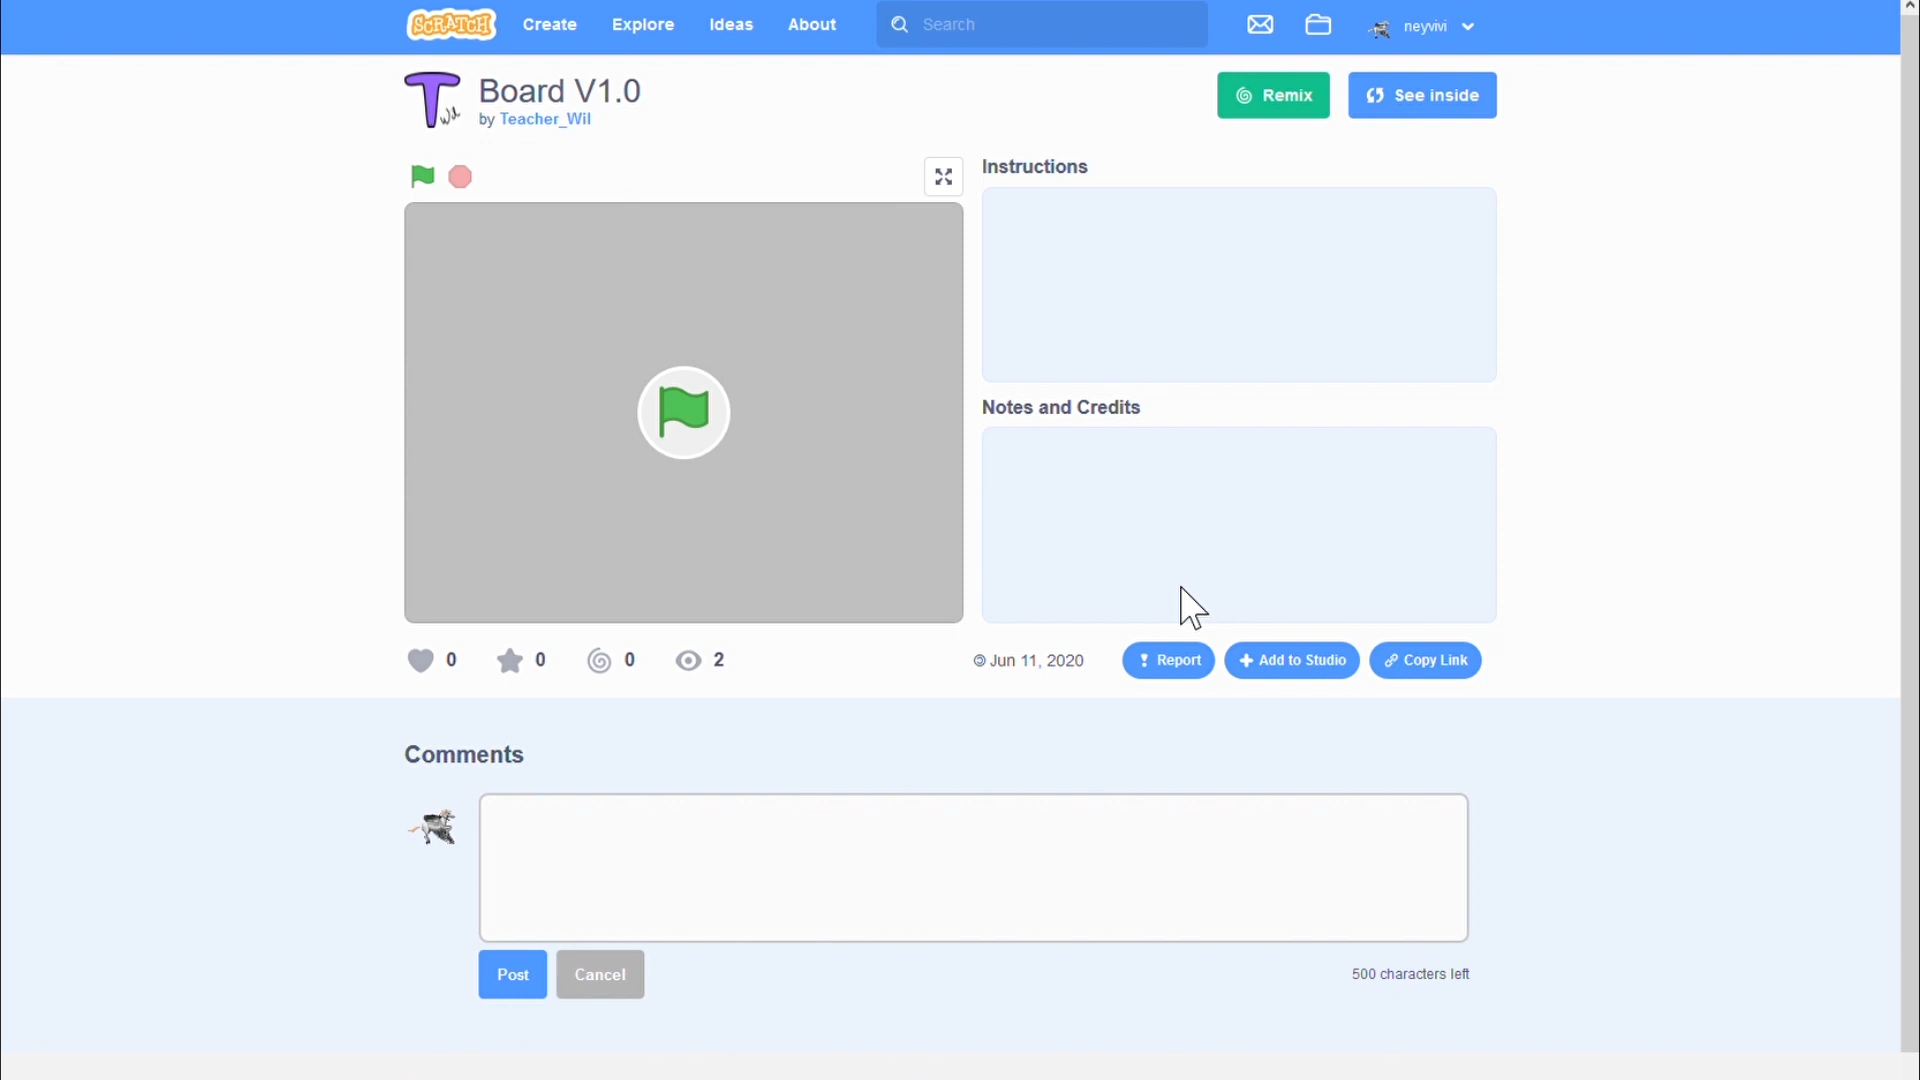 SCRATCH Create Explore Ideas About Search neyvivi
Board V1.0
by Teacher_Wil
Remix See inside
Instructions
Notes and Credits
0 0 0 2 © Jun 11, 2020 Report Add to Studio Copy Link
Comments
Post Cancel 500 characters left